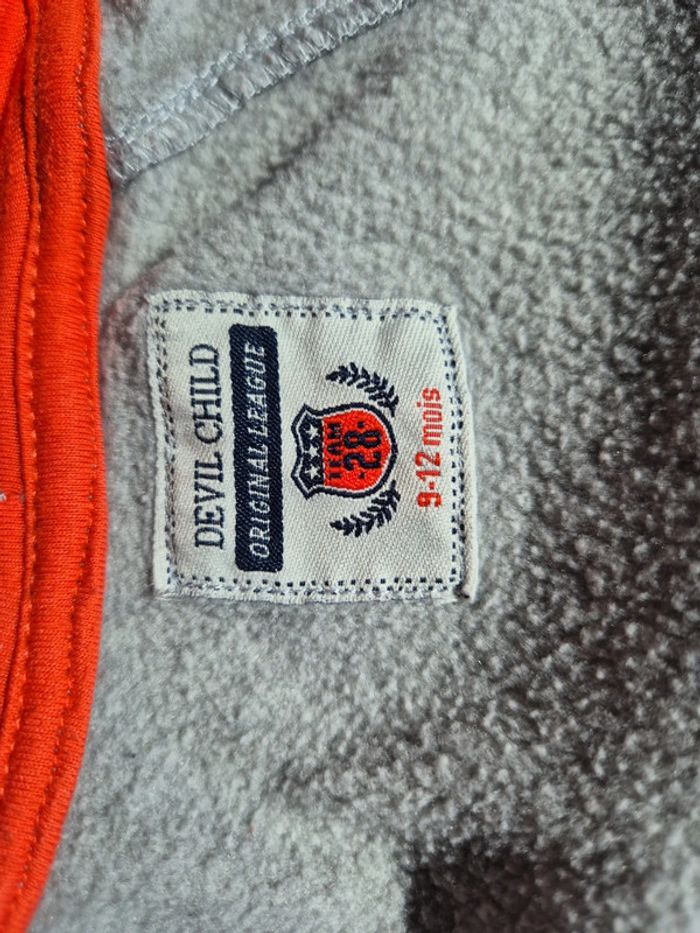 DEVIL CHILD
ORIGINAL LEAGUE
TEAM
·28·
9-12 mois